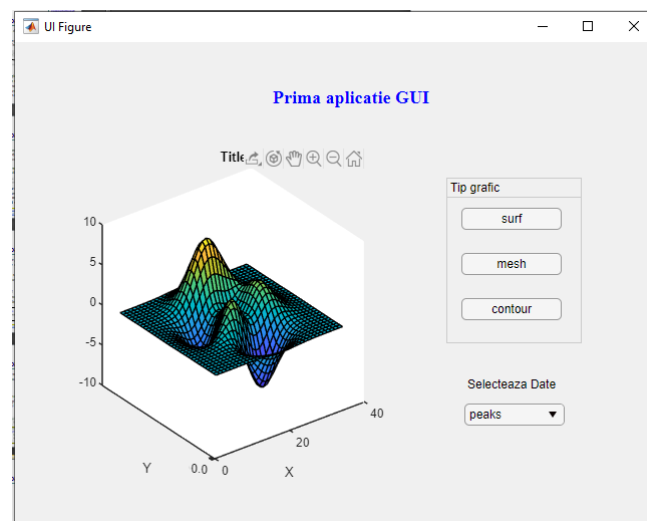 UI Figure
Prima aplicatie GUI
Title
Tip grafic
surf
mesh
contour
Selecteaza Date
peaks
10
5
0
-5
-10
Y
0.0
0
20
40
X